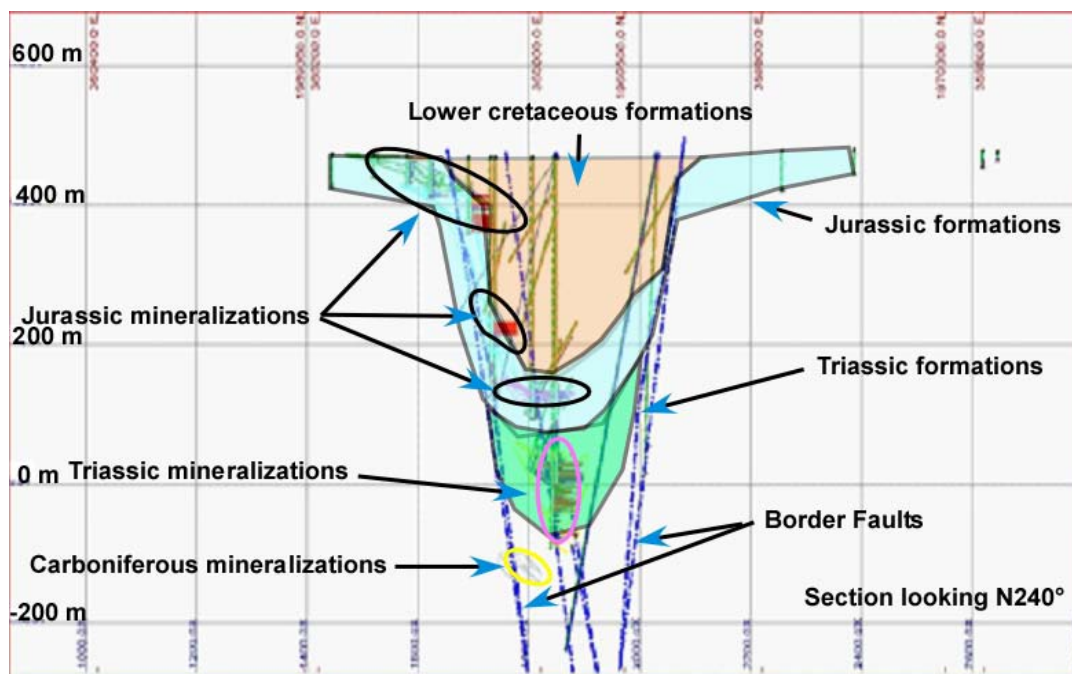 600 m
Lower cretaceous formations
400 m
Jurassic formations
Jurassic mineralizations
200 m
Triassic formations
Triassic mineralizations
0 m
Border Faults
Carboniferous mineralizations
Section looking N240°
-200 m